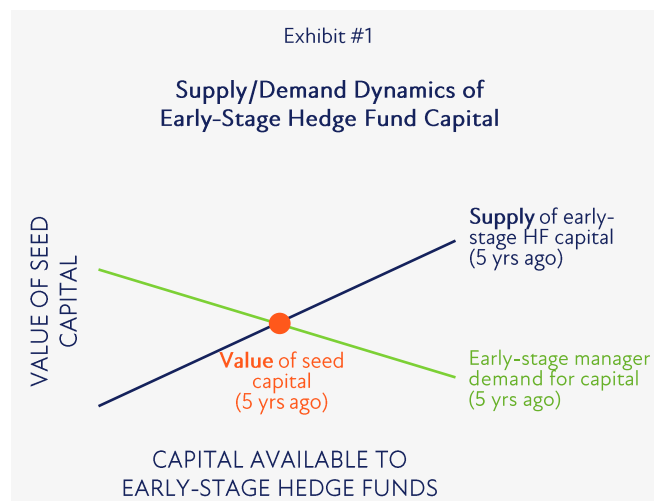 Exhibit #1
Supply/Demand Dynamics of
Early-Stage Hedge Fund Capital
VALUE OF SEED
CAPITAL
Supply of early-
stage HF capital
(5 yrs ago)
Value of seed
capital
(5 yrs ago)
Early-stage manager
demand for capital
(5 yrs ago)
CAPITAL AVAILABLE TO
EARLY-STAGE HEDGE FUNDS